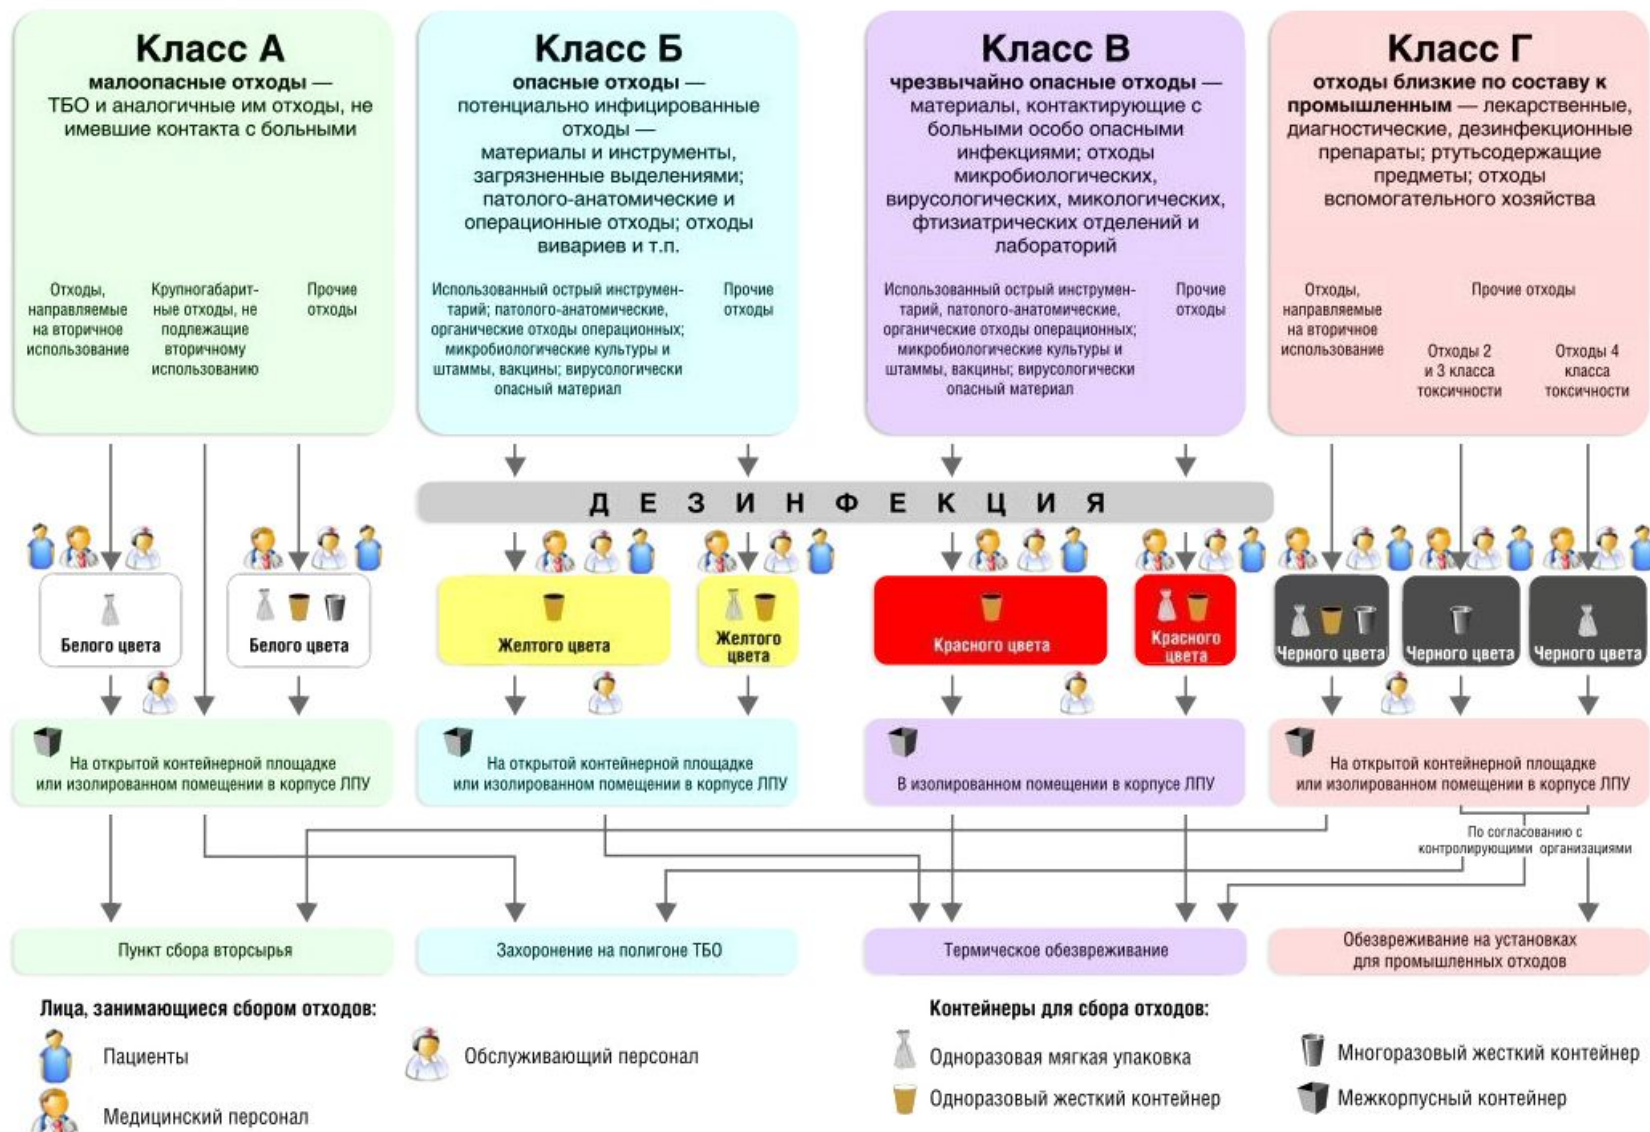 Класс А
малоопасные отходы —
ТБО и аналогичные им отходы, не
имевшие контакта с больными
Отходы,
направляемые
на вторичное
использование
Крупногабарит-
ные отходы, не
подлежащие
вторичному
использованию
Прочие
отходы
Класс Б
опасные отходы —
потенциально инфицированные
отходы —
материалы и инструменты,
загрязненные выделениями;
патолого-анатомические и
операционные отходы; отходы
вивариев и т.п.
Использованный острый инструмен-
тарий; патолого-анатомические,
органические отходы операционных;
микробиологические культуры и
штаммы, вакцины; вирусологически
опасный материал
Прочие
отходы
Класс В
чрезвычайно опасные отходы —
материалы, контактирующие с
больными особо опасными
инфекциями; отходы
микробиологических,
вирусологических, микологических,
фтизиатрических отделений и
лабораторий
Использованный острый инструмен-
тарий, патолого-анатомические,
органические отходы операционных;
микробиологические культуры и
штаммы, вакцины; вирусологически
опасный материал
Прочие
отходы
Класс Г
отходы близкие по составу к
промышленным — лекарственные,
диагностические, дезинфекционные
препараты; ртутьсодержащие
предметы; отходы
вспомогательного хозяйства
Отходы,
направляемые
на вторичное
использование
Прочие отходы
Отходы 2
и 3 класса
токсичности
Отходы 4
класса
токсичности
ДЕЗИНФЕКЦИЯ
Белого цвета
Белого цвета
Желтого цвета
Желтого
цвета
Красного цвета
Красного
цвета
Черного цвета
Черного цвета
Черного цвета
На открытой контейнерной площадке
или изолированном помещении в корпусе ЛПУ
На открытой контейнерной площадке
или изолированном помещении в корпусе ЛПУ
В изолированном помещении в корпусе ЛПУ
На открытой контейнерной площадке
или изолированном помещении в корпусе ЛПУ
По согласованию с
контролирующими организациями
Пункт сбора вторсырья
Захоронение на полигоне ТБО
Термическое обезвреживание
Обезвреживание на установках
для промышленных отходов
Лица, занимающиеся сбором отходов:
Пациенты
Медицинский персонал
Обслуживающий персонал
Контейнеры для сбора отходов:
Одноразовая мягкая упаковка
Одноразовый жесткий контейнер
Многоразовый жесткий контейнер
Межкорпусный контейнер